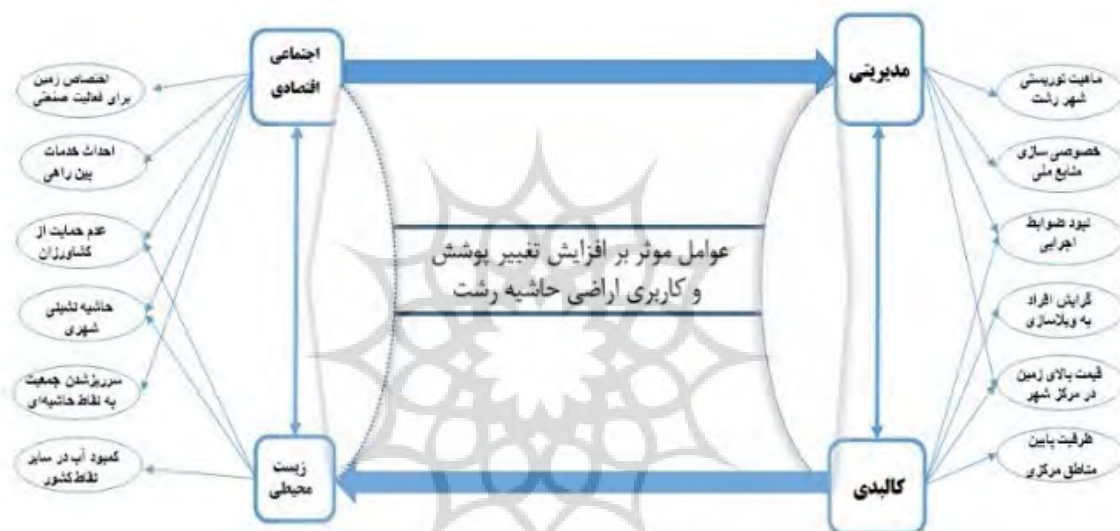 اجتماعی
اقتصادی
مدیریتی
ماهیت توریستی
شهر رشت
خصوصی سازی
منابع ملی
نبود ضوابط
اجرایی
گرایش افراد
به ویلاسازی
قیمت بالای زمین
در مرکز شهر
ظرفیت پایین
مناطق مرکزی
عوامل موثر بر افزایش تغییر پوشش
و کاربری اراضی حاشیه رشت
اختصاص زمین
برای فعالیت صنعتی
احداث خدمات
بین راهی
عدم حمایت از
کشاورزان
حاشیه نشینی
شهری
سرریزشدن جمعیت
به نقاط حاشیه‌ای
کمبود آب در سایر
نقاط کشور
زیست
محیطی
کالبدی